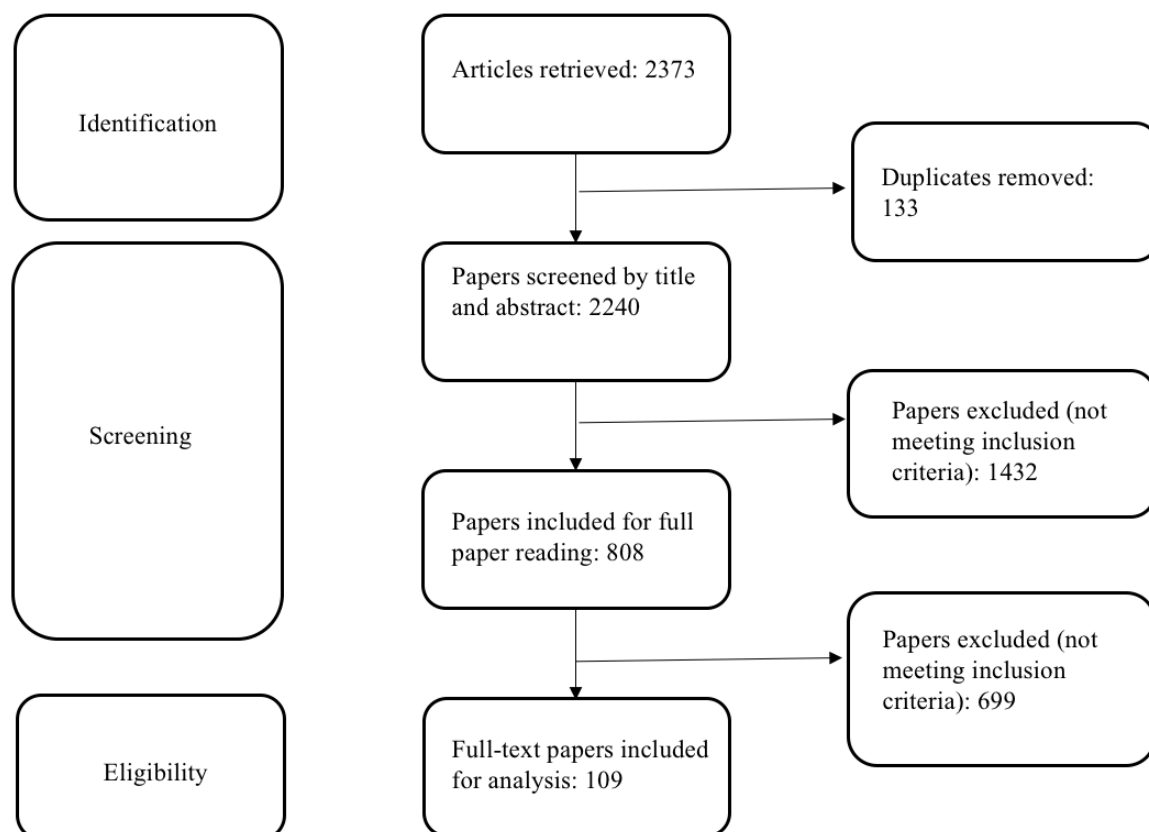 Identification
Articles retrieved: 2373
Duplicates removed:
133
Screening
Papers screened by title
and abstract: 2240
Papers excluded (not
meeting inclusion
criteria): 1432
Papers included for full
paper reading: 808
Papers excluded (not
meeting inclusion
criteria): 699
Eligibility
Full-text papers included
for analysis: 109